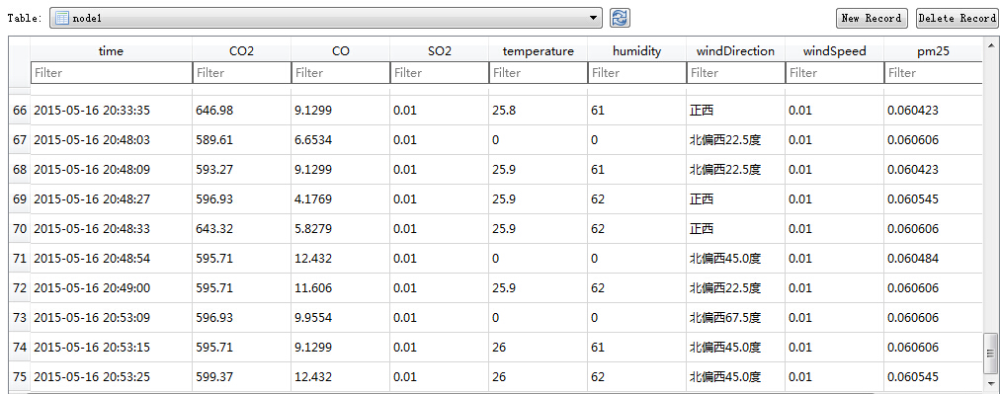 Table: node1 New Record Delete Record
time CO2 CO SO2 temperature humidity windDirection windSpeed pm25
Filter Filter Filter Filter Filter Filter Filter Filter Filter
66 2015-05-16 20:33:35 646.98 9.1299 0.01 25.8 61 正西 0.01 0.060423
67 2015-05-16 20:48:03 589.61 6.6534 0.01 0 0 北偏西22.5度 0.01 0.060606
68 2015-05-16 20:48:09 593.27 9.1299 0.01 25.9 61 北偏西22.5度 0.01 0.060423
69 2015-05-16 20:48:27 596.93 4.1769 0.01 25.9 62 正西 0.01 0.060545
70 2015-05-16 20:48:33 643.32 5.8279 0.01 25.9 62 正西 0.01 0.060606
71 2015-05-16 20:48:54 595.71 12.432 0.01 0 0 北偏西45.0度 0.01 0.060484
72 2015-05-16 20:49:00 595.71 11.606 0.01 25.9 62 北偏西22.5度 0.01 0.060606
73 2015-05-16 20:53:09 596.93 9.9554 0.01 0 0 北偏西67.5度 0.01 0.060606
74 2015-05-16 20:53:15 595.71 9.1299 0.01 26 61 北偏西45.0度 0.01 0.060606
75 2015-05-16 20:53:25 599.37 12.432 0.01 26 62 北偏西45.0度 0.01 0.060545